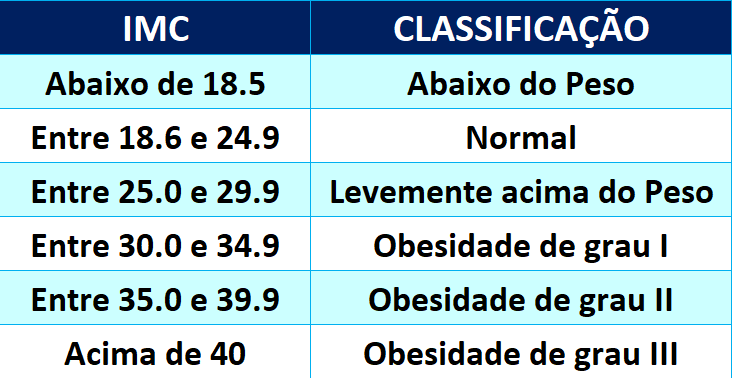 IMC CLASSIFICAÇÃO
Abaixo de 18.5 Abaixo do Peso
Entre 18.6 e 24.9 Normal
Entre 25.0 e 29.9 Levemente acima do Peso
Entre 30.0 e 34.9 Obesidade de grau I
Entre 35.0 e 39.9 Obesidade de grau II
Acima de 40 Obesidade de grau III